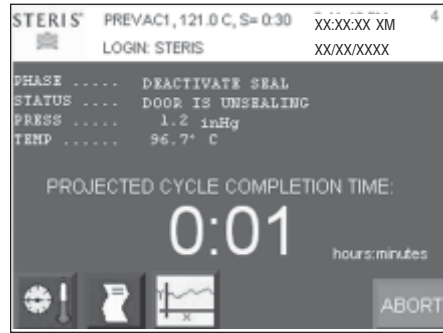 STERIS® PREVAC1, 121.0 C, S= 0:30 XX:XX:XX XM 4
LOGIN: STERIS XX/XX/XXXX
PHASE ..... DEACTIVATE SEAL
STATUS .... DOOR IS UNSEALING
PRESS ..... 1.2 inHg
TEMP ...... 96.7° C
PROJECTED CYCLE COMPLETION TIME:
0:01
hours:minutes
Y
X
ABORT